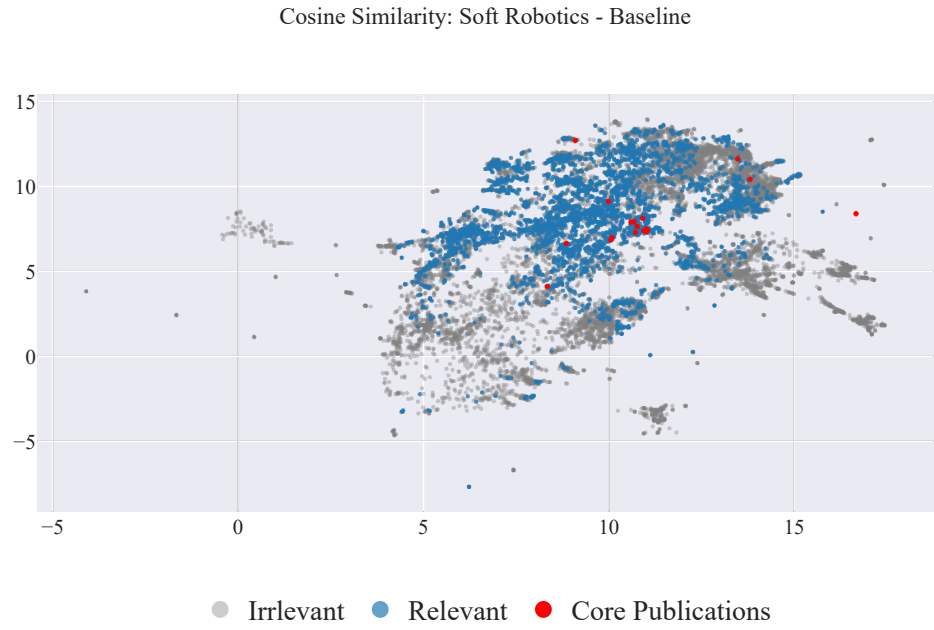 Cosine Similarity: Soft Robotics - Baseline
15
10
5
0
−5
−5 0 5 10 15
Irrlevant Relevant Core Publications